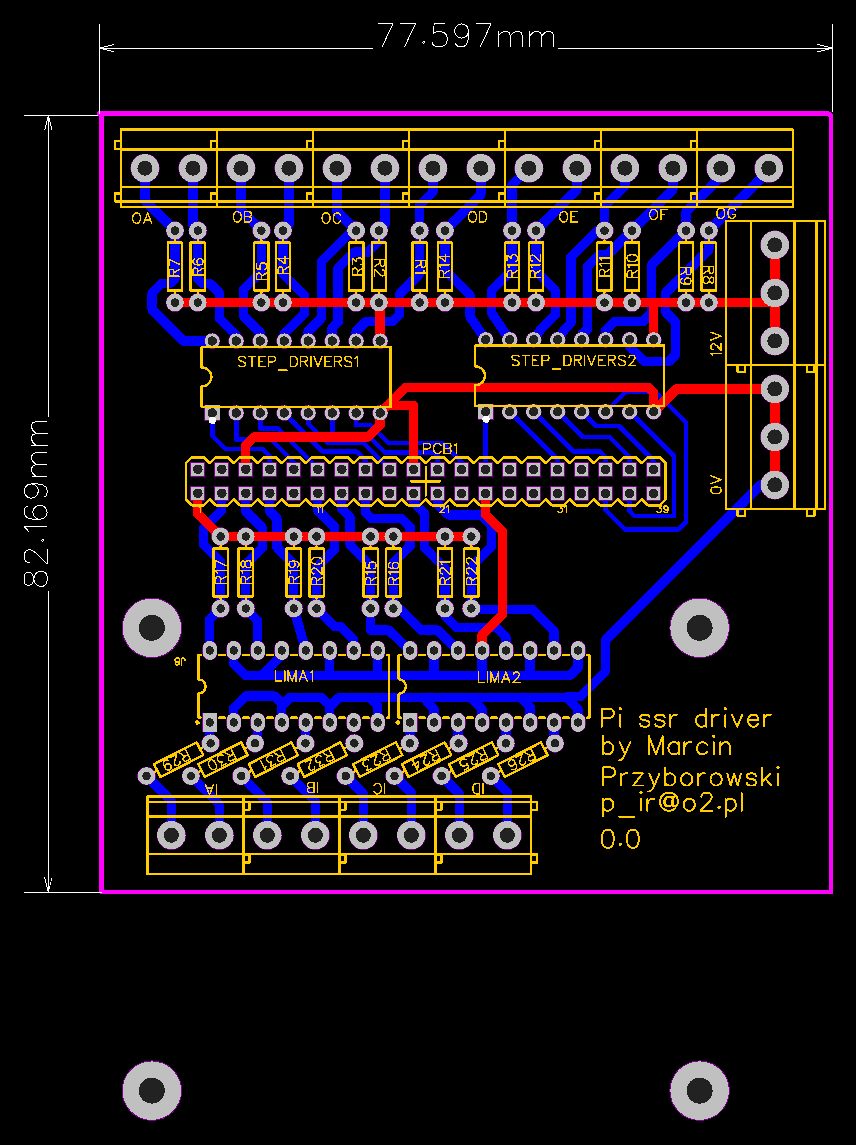 77.597mm
82.169mm
OA OB OC OD OE OF OG
R7 R6 R5 R4 R3 R2 R1 R14 R13 R12 R11 R10 R9 R8
12V
STEP_DRIVERS1 STEP_DRIVERS2
PCB1
0V
1 11 21 31 39
R17 R18 R19 R20 R15 R16 R21 R22
J6
LIMA1 LIMA2
R29 R30 R31 R32 R23 R24 R25 R26
IA IB IC ID
Pi ssr driver
by Marcin
Przyborowski
p_ir@o2.pl
0.0